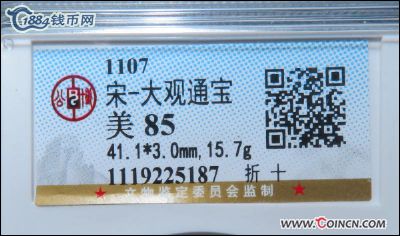 1884钱币网
1107
宋-大观通宝
美 85
41.1*3.0mm,15.7g
1119225187 折十
★ 文物鉴定委员会监制 ★
www.COINCN.com